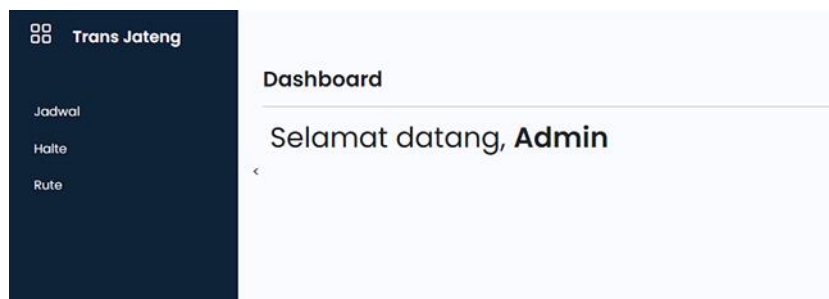 Trans Jateng
Jadwal
Halte
Rute
Dashboard
Selamat datang, Admin
<